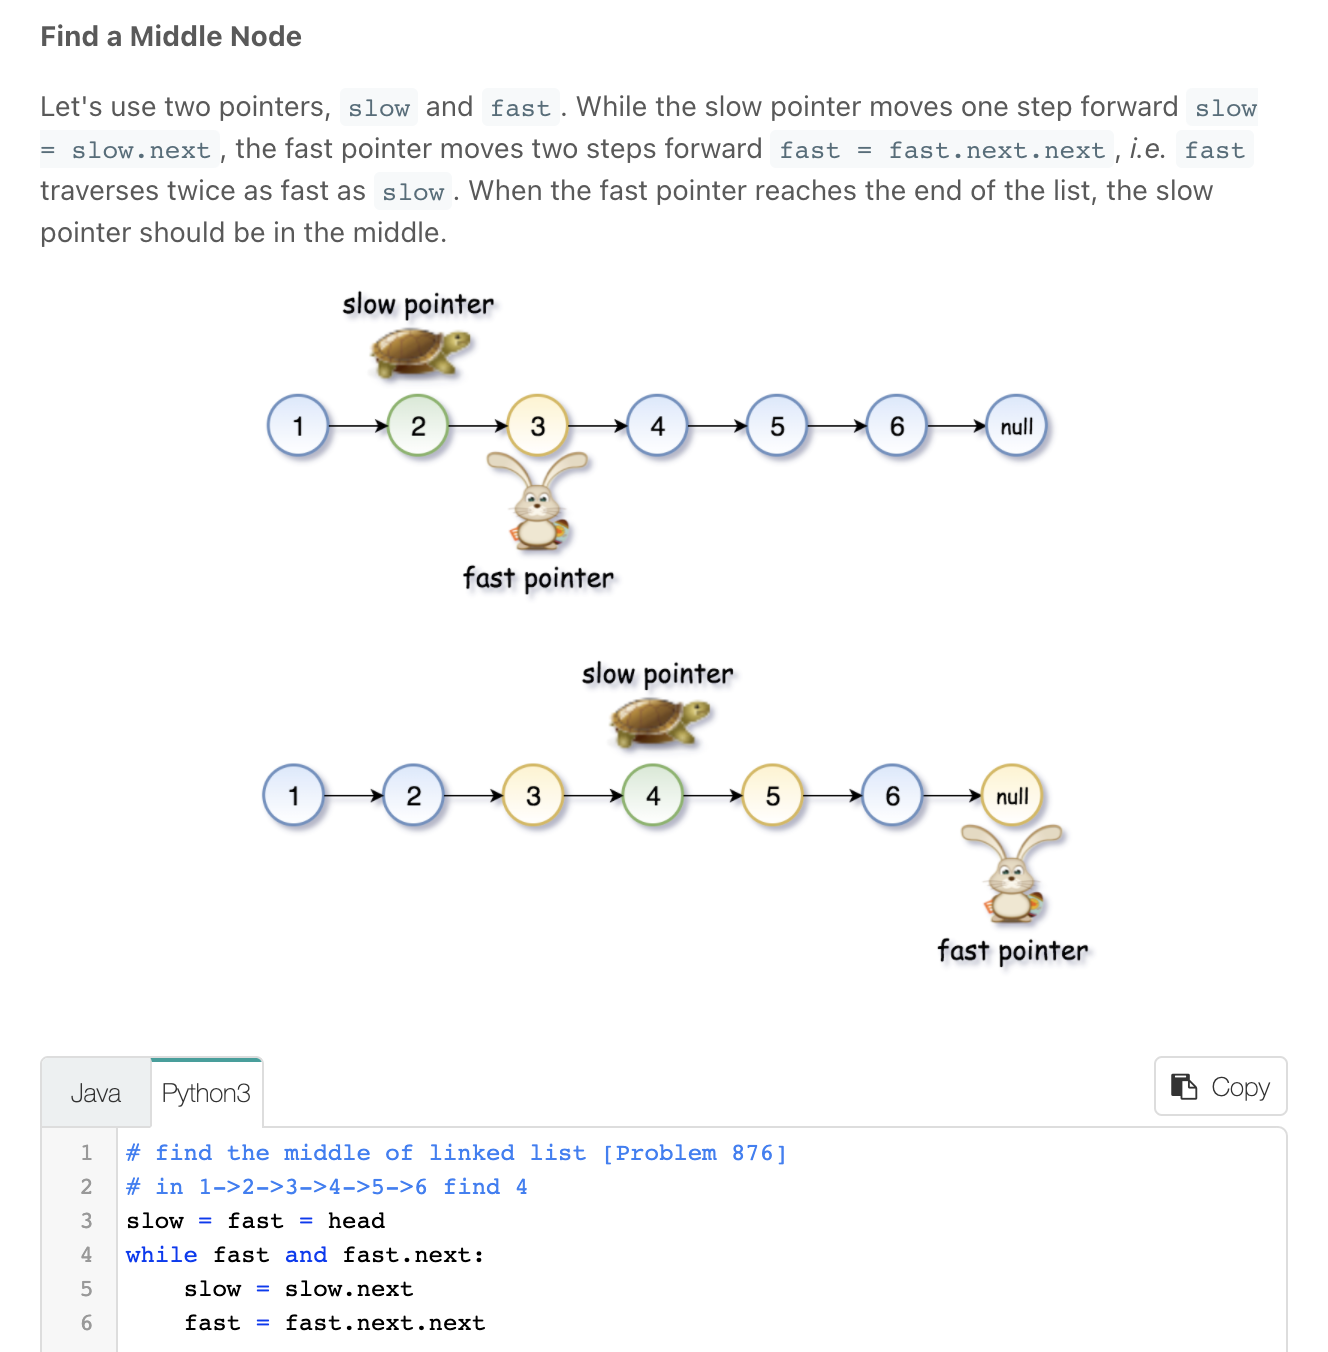 Find a Middle Node
Let's use two pointers, slow and fast . While the slow pointer moves one step forward slow
= slow.next , the fast pointer moves two steps forward fast = fast.next.next , i.e. fast
traverses twice as fast as slow . When the fast pointer reaches the end of the list, the slow
pointer should be in the middle.
slow pointer
1 2 3 4 5 6 null
fast pointer
slow pointer
1 2 3 4 5 6 null
fast pointer
Java Python3 Copy
1 # find the middle of linked list [Problem 876]
2 # in 1->2->3->4->5->6 find 4
3 slow = fast = head
4 while fast and fast.next:
5     slow = slow.next
6     fast = fast.next.next